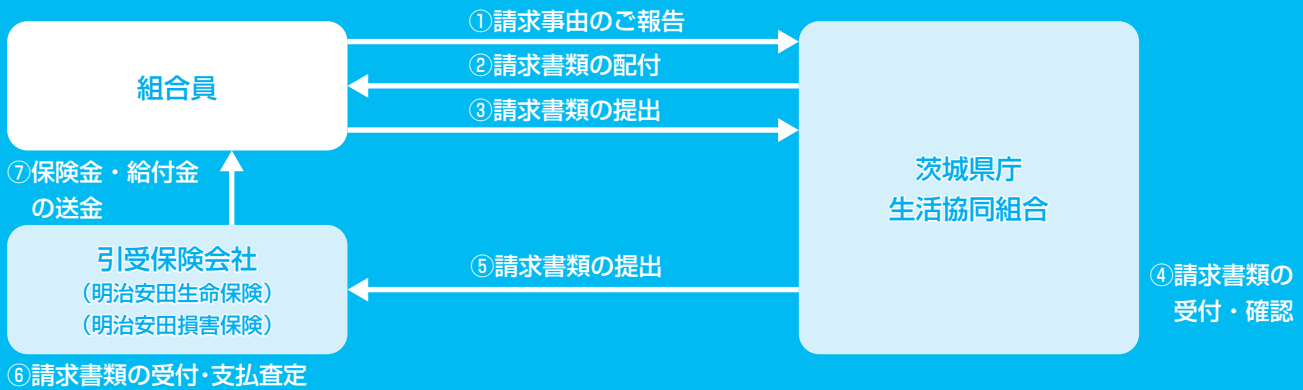 ①請求事由のご報告
②請求書類の配付
③請求書類の提出
組合員
茨城県庁
生活協同組合
⑦保険金・給付金
の送金
引受保険会社
（明治安田生命保険）
（明治安田損害保険）
⑤請求書類の提出
④請求書類の
受付・確認
⑥請求書類の受付･支払査定